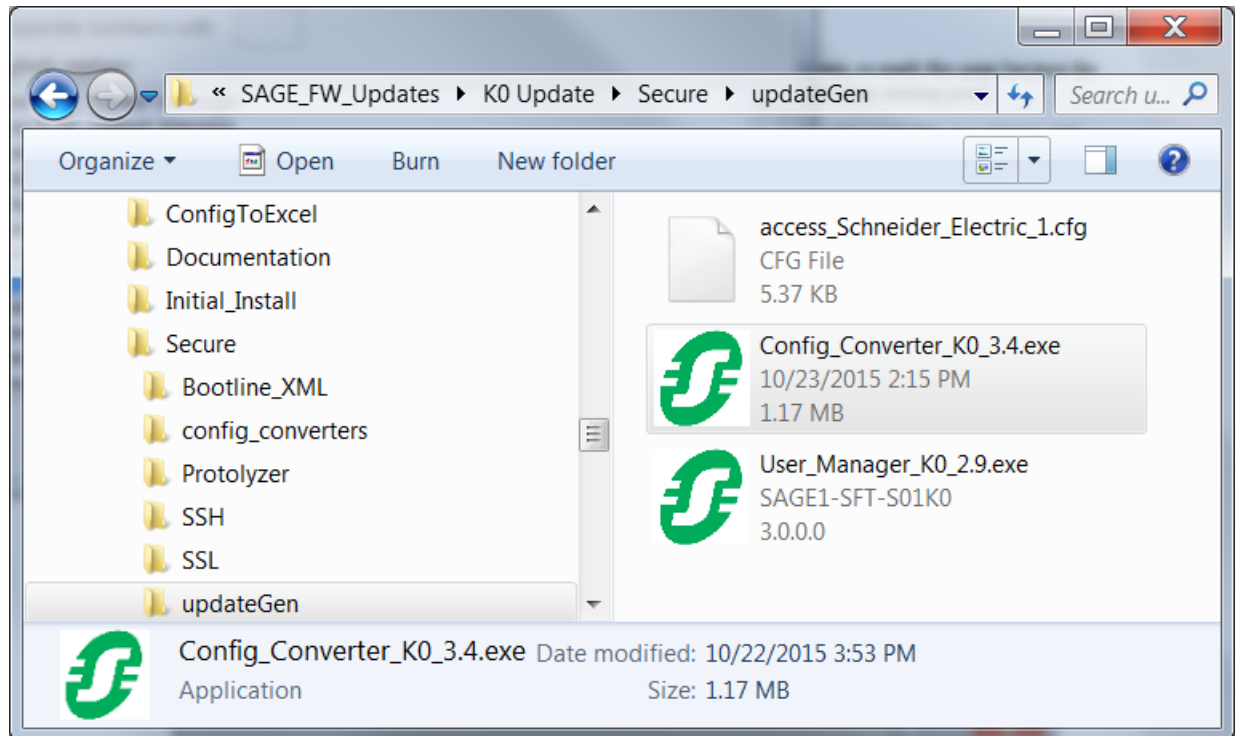 « SAGE_FW_Updates ▸ K0 Update ▸ Secure ▸ updateGen
Search u...
Organize Open Burn New folder
ConfigToExcel
Documentation
Initial_Install
Secure
Bootline_XML
config_converters
Protolyzer
SSH
SSL
updateGen
access_Schneider_Electric_1.cfg
CFG File
5.37 KB
Config_Converter_K0_3.4.exe
10/23/2015 2:15 PM
1.17 MB
User_Manager_K0_2.9.exe
SAGE1-SFT-S01K0
3.0.0.0
Config_Converter_K0_3.4.exe Date modified: 10/22/2015 3:53 PM
Application Size: 1.17 MB